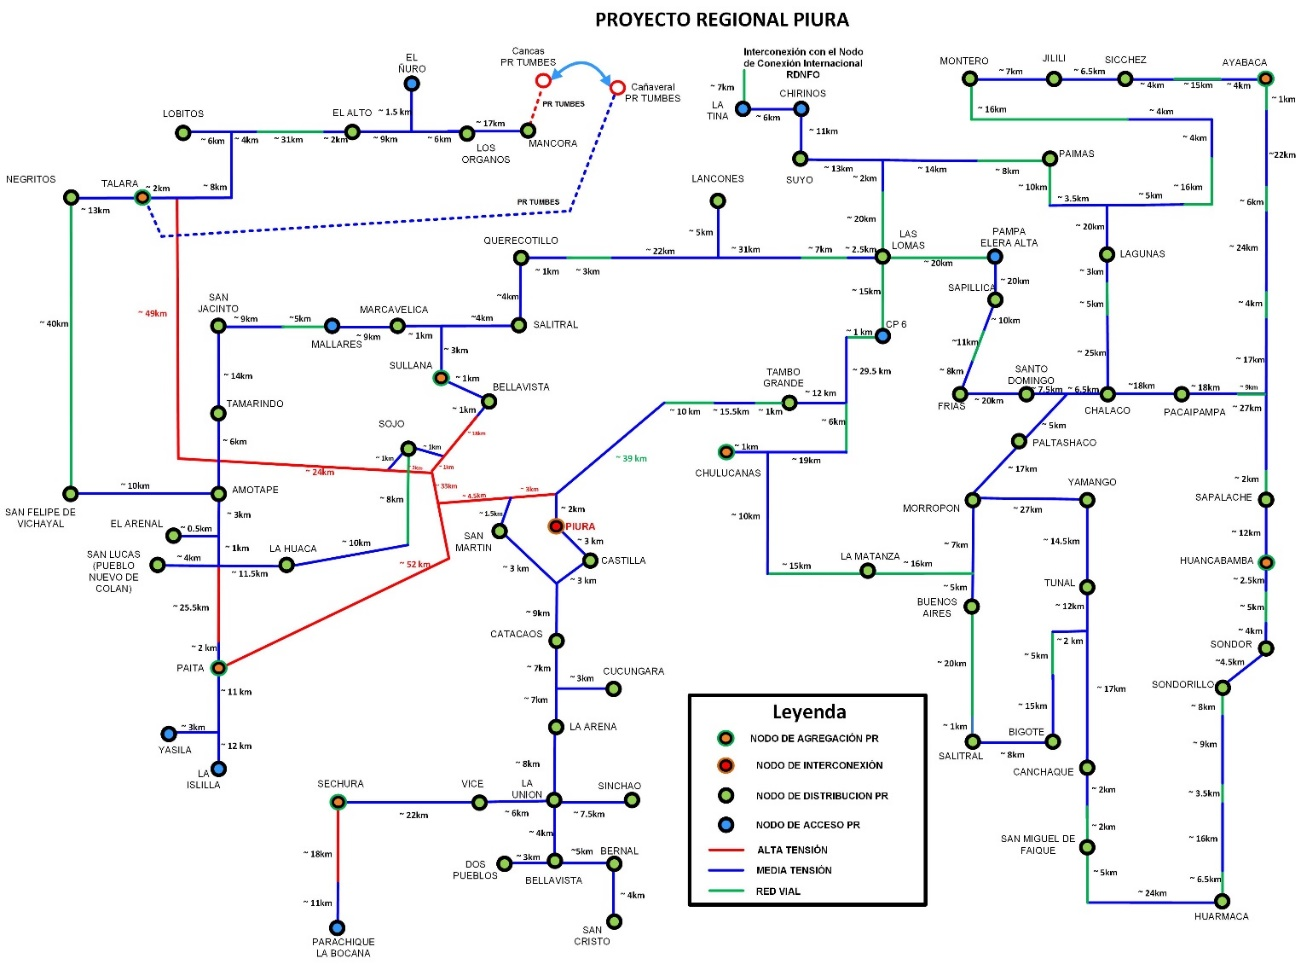 PROYECTO REGIONAL PIURA
Cancas
PR TUMBES
Cañaveral
PR TUMBES
PR TUMBES
PR TUMBES
EL
ÑURO
~ 1.5 km
LOBITOS
~ 6km
~ 4km
~ 31km
EL ALTO
~ 2km
~ 9km
~ 6km
LOS
ORGANOS
~ 17km
MANCORA
NEGRITOS
~ 13km
TALARA
~ 2km
~ 8km
~ 40km
~ 49km
Interconexión con el Nodo
de Conexión Internacional
RDNFO
~ 7km
LA
TINA
~ 6km
CHIRINOS
~ 11km
SUYO
~ 13km
~ 2km
~ 14km
~ 8km
PAIMAS
~ 10km
~ 3.5km
~ 5km
~ 16km
~ 4km
~ 4km
~ 16km
MONTERO
~ 7km
JILILI
~ 6.5km
SICCHEZ
~ 4km
~ 15km
~ 4km
AYABACA
~ 1km
~22km
~ 6km
~ 24km
~ 4km
~ 17km
~ 9km
~ 27km
~ 2km
LANCONES
~ 5km
QUERECOTILLO
~ 1km
~ 3km
~ 22km
~ 31km
~ 7km
~ 2.5km
~ 20km
LAS
LOMAS
~ 20km
PAMPA
ELERA ALTA
~ 20km
SAPILLICA
~ 10km
~11km
~ 8km
FRIAS
~ 20km
SANTO
DOMINGO
~ 7.5km
~ 6.5km
~ 20km
LAGUNAS
~ 3km
~ 5km
~ 25km
CHALACO
~18km
PACAIPAMPA
~ 18km
~ 15km
CP 6
~ 1 km
~ 29.5 km
SAN
JACINTO
~ 9km
~5km
MALLARES
~ 9km
MARCAVELICA
~ 1km
~4km
SALITRAL
~4km
~ 3km
SULLANA
~ 1km
BELLAVISTA
~ 1km
~ 14km
TAMARINDO
~ 6km
SOJO
~ 1km
~ 1km
~ 8km
~ 24km
~ 52 km
~ 39 km
~ 10 km
~ 15.5km
~ 1km
TAMBO
GRANDE
~ 12 km
~ 6km
~ 1km
CHULUCANAS
~ 19km
~ 10km
~ 15km
LA MATANZA
~ 16km
~ 5km
PALTASHACO
~ 17km
MORROPON
~ 27km
YAMANGO
~ 14.5km
~ 7km
~ 5km
TUNAL
~ 12km
~ 2 km
~ 5km
~ 15km
~ 17km
BUENOS
AIRES
~ 20km
~ 1km
SALITRAL
~ 8km
BIGOTE
CANCHAQUE
~ 2km
~ 2km
SAN MIGUEL DE
FAIQUE
~ 5km
~ 24km
HUARMACA
SAPALACHE
~ 12km
HUANCABAMBA
~ 2.5km
~ 5km
~ 4km
SONDOR
~4.5km
SONDORILLO
~ 8km
~ 9km
~ 3.5km
~ 16km
~ 6.5km
SAN FELIPE DE
VICHAYAL
~ 10km
AMOTAPE
~ 3km
EL ARENAL
~ 0.5km
~ 1km
SAN LUCAS
(PUEBLO
NUEVO DE
COLAN)
~ 4km
~ 11.5km
LA HUACA
~ 10km
~ 25.5km
~ 2 km
PAITA
~ 11 km
~ 3km
YASILA
~ 12 km
LA
ISLILLA
~ 4.5km
~ 3km
~ 2km
PIURA
~ 1.5km
SAN
MARTIN
~ 3 km
~ 3 km
CASTILLA
~ 3 km
~ 9km
CATACAOS
~ 7km
~ 3km
CUCUNGARA
~ 7km
LA ARENA
~ 8km
SECHURA
~ 22km
VICE
~ 6km
LA
UNION
~ 7.5km
SINCHAO
~ 4km
DOS
PUEBLOS
~ 3km
BELLAVISTA
~5km
BERNAL
~ 4km
SAN
CRISTO
~ 18km
~ 11km
PARACHIQUE
LA BOCANA
Leyenda
NODO DE AGREGACIÓN PR
NODO DE INTERCONEXIÓN
NODO DE DISTRIBUCION PR
NODO DE ACCESO PR
ALTA TENSIÓN
MEDIA TENSIÓN
RED VIAL